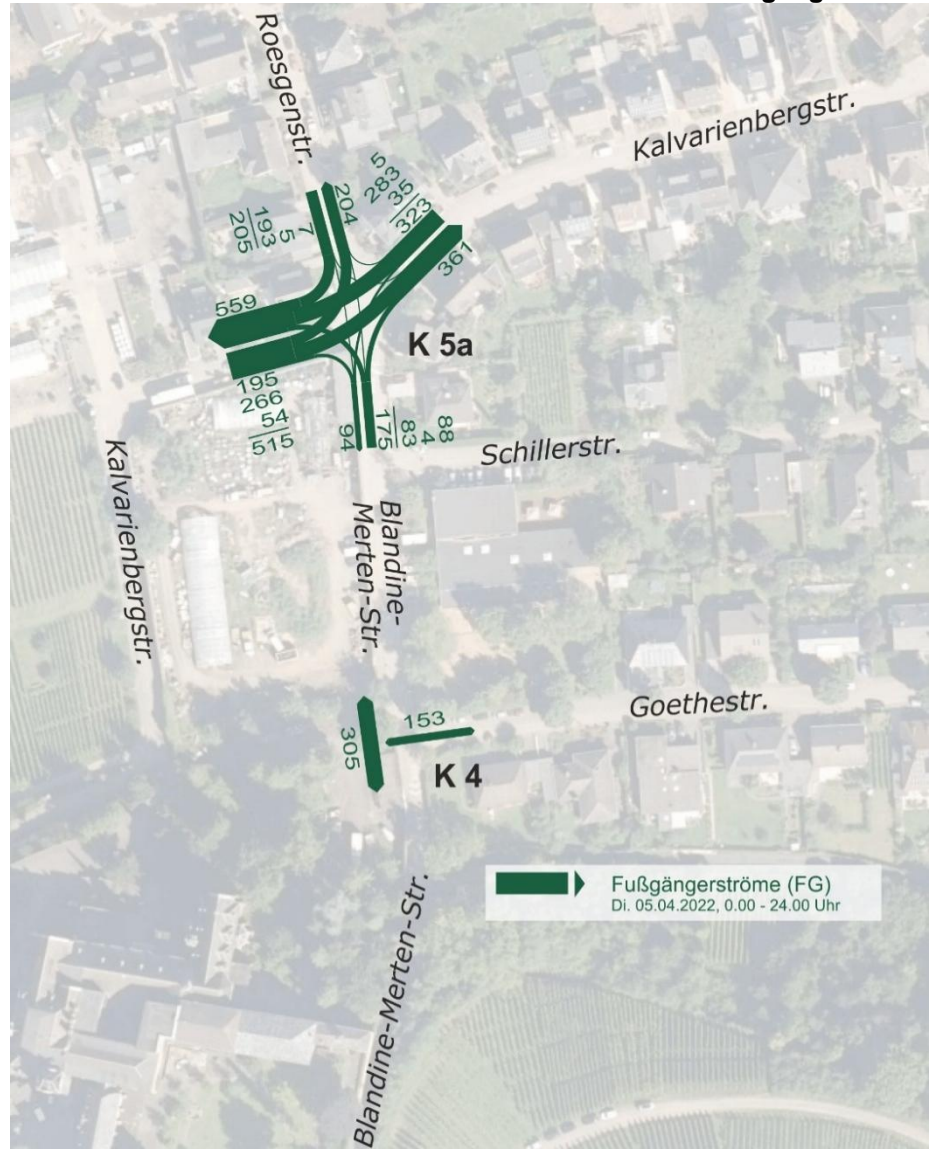 Roesgenstr.
Kalvarienbergstr.
5
283
35
323
204
361
7
5
193
205
559
K 5a
195
266
54
515
94
175
83
4
88
Schillerstr.
Kalvarienbergstr.
Blandine-
Merten-Str.
Goethestr.
153
305
K 4
Fußgängerströme (FG)
Di. 05.04.2022, 0.00 - 24.00 Uhr
Blandine-Merten-Str.